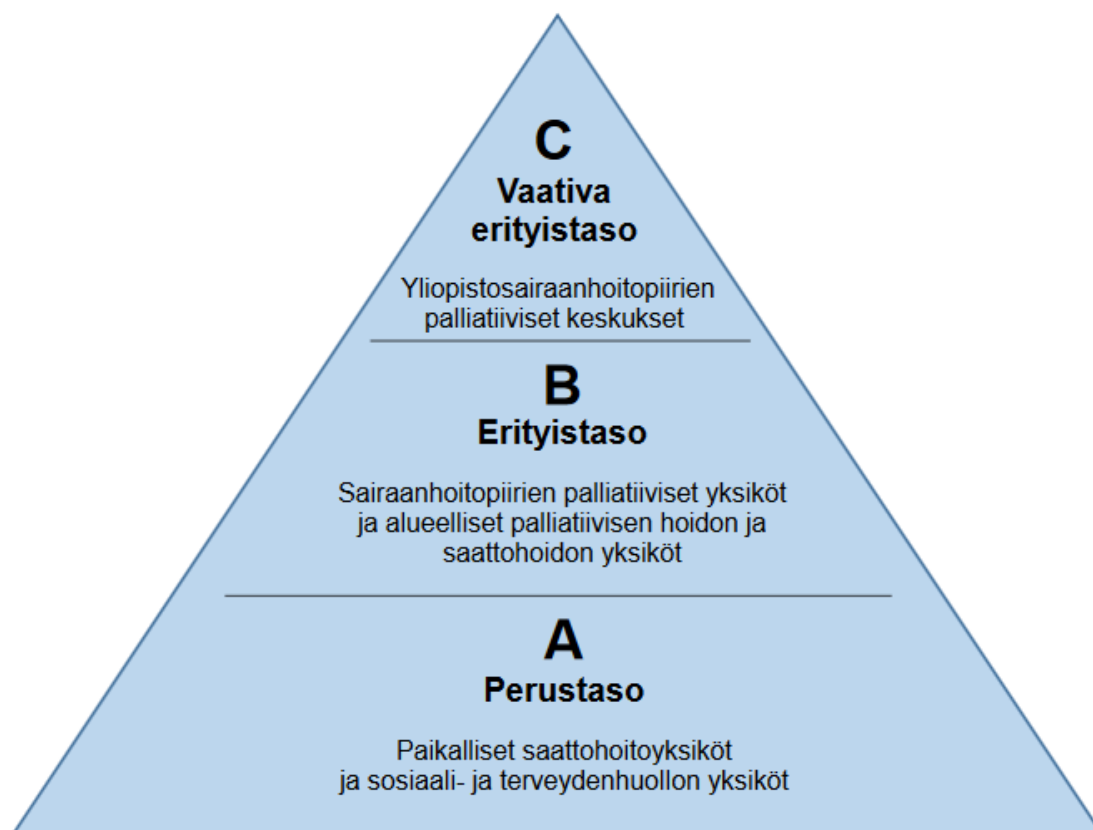 C
Vaativa
erityistaso
Yliopistosairaanhoitopiirien
palliatiiviset keskukset
B
Erityistaso
Sairaanhoitopiirien palliatiiviset yksiköt
ja alueelliset palliatiivisen hoidon ja
saattohoidon yksiköt
A
Perustaso
Paikalliset saattohoitoyksiköt
ja sosiaali- ja terveydenhuollon yksiköt